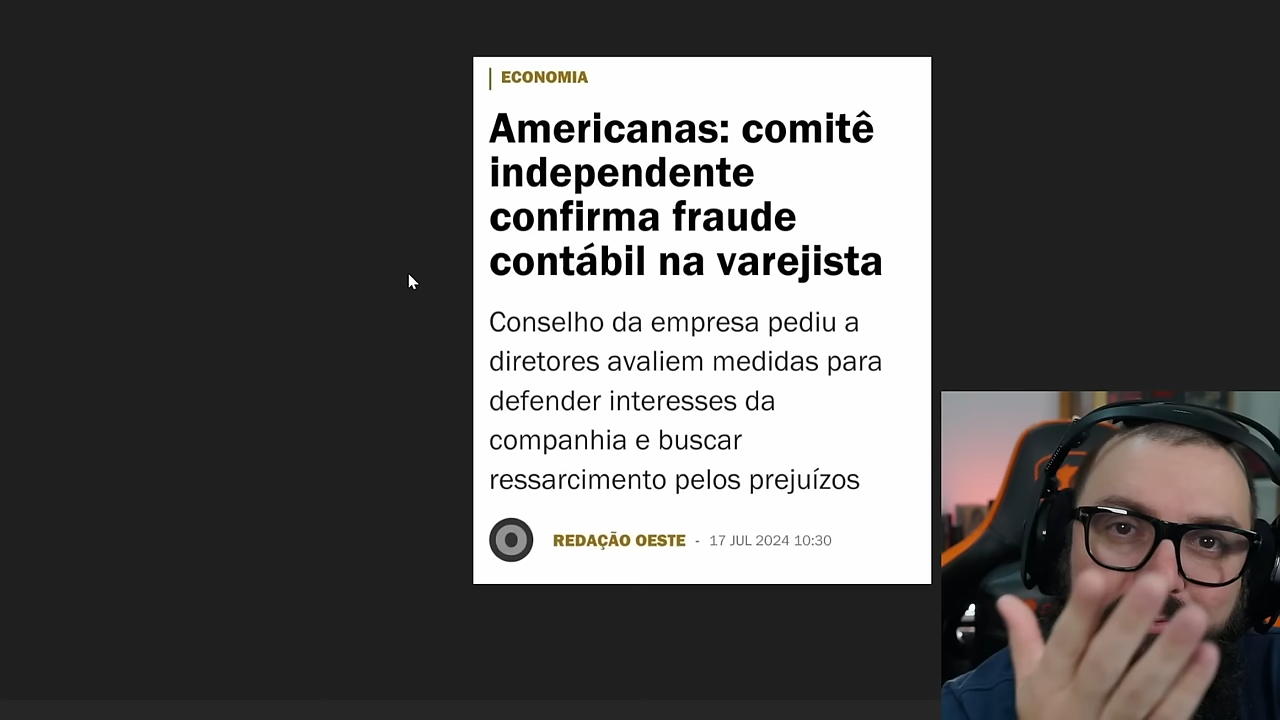 ECONOMIA
Americanas: comitê
independente
confirma fraude
contábil na varejista
Conselho da empresa pediu a
diretores avaliem medidas para
defender interesses da
companhia e buscar
ressarcimento pelos prejuízos
REDAÇÃO OESTE - 17 JUL 2024 10:30